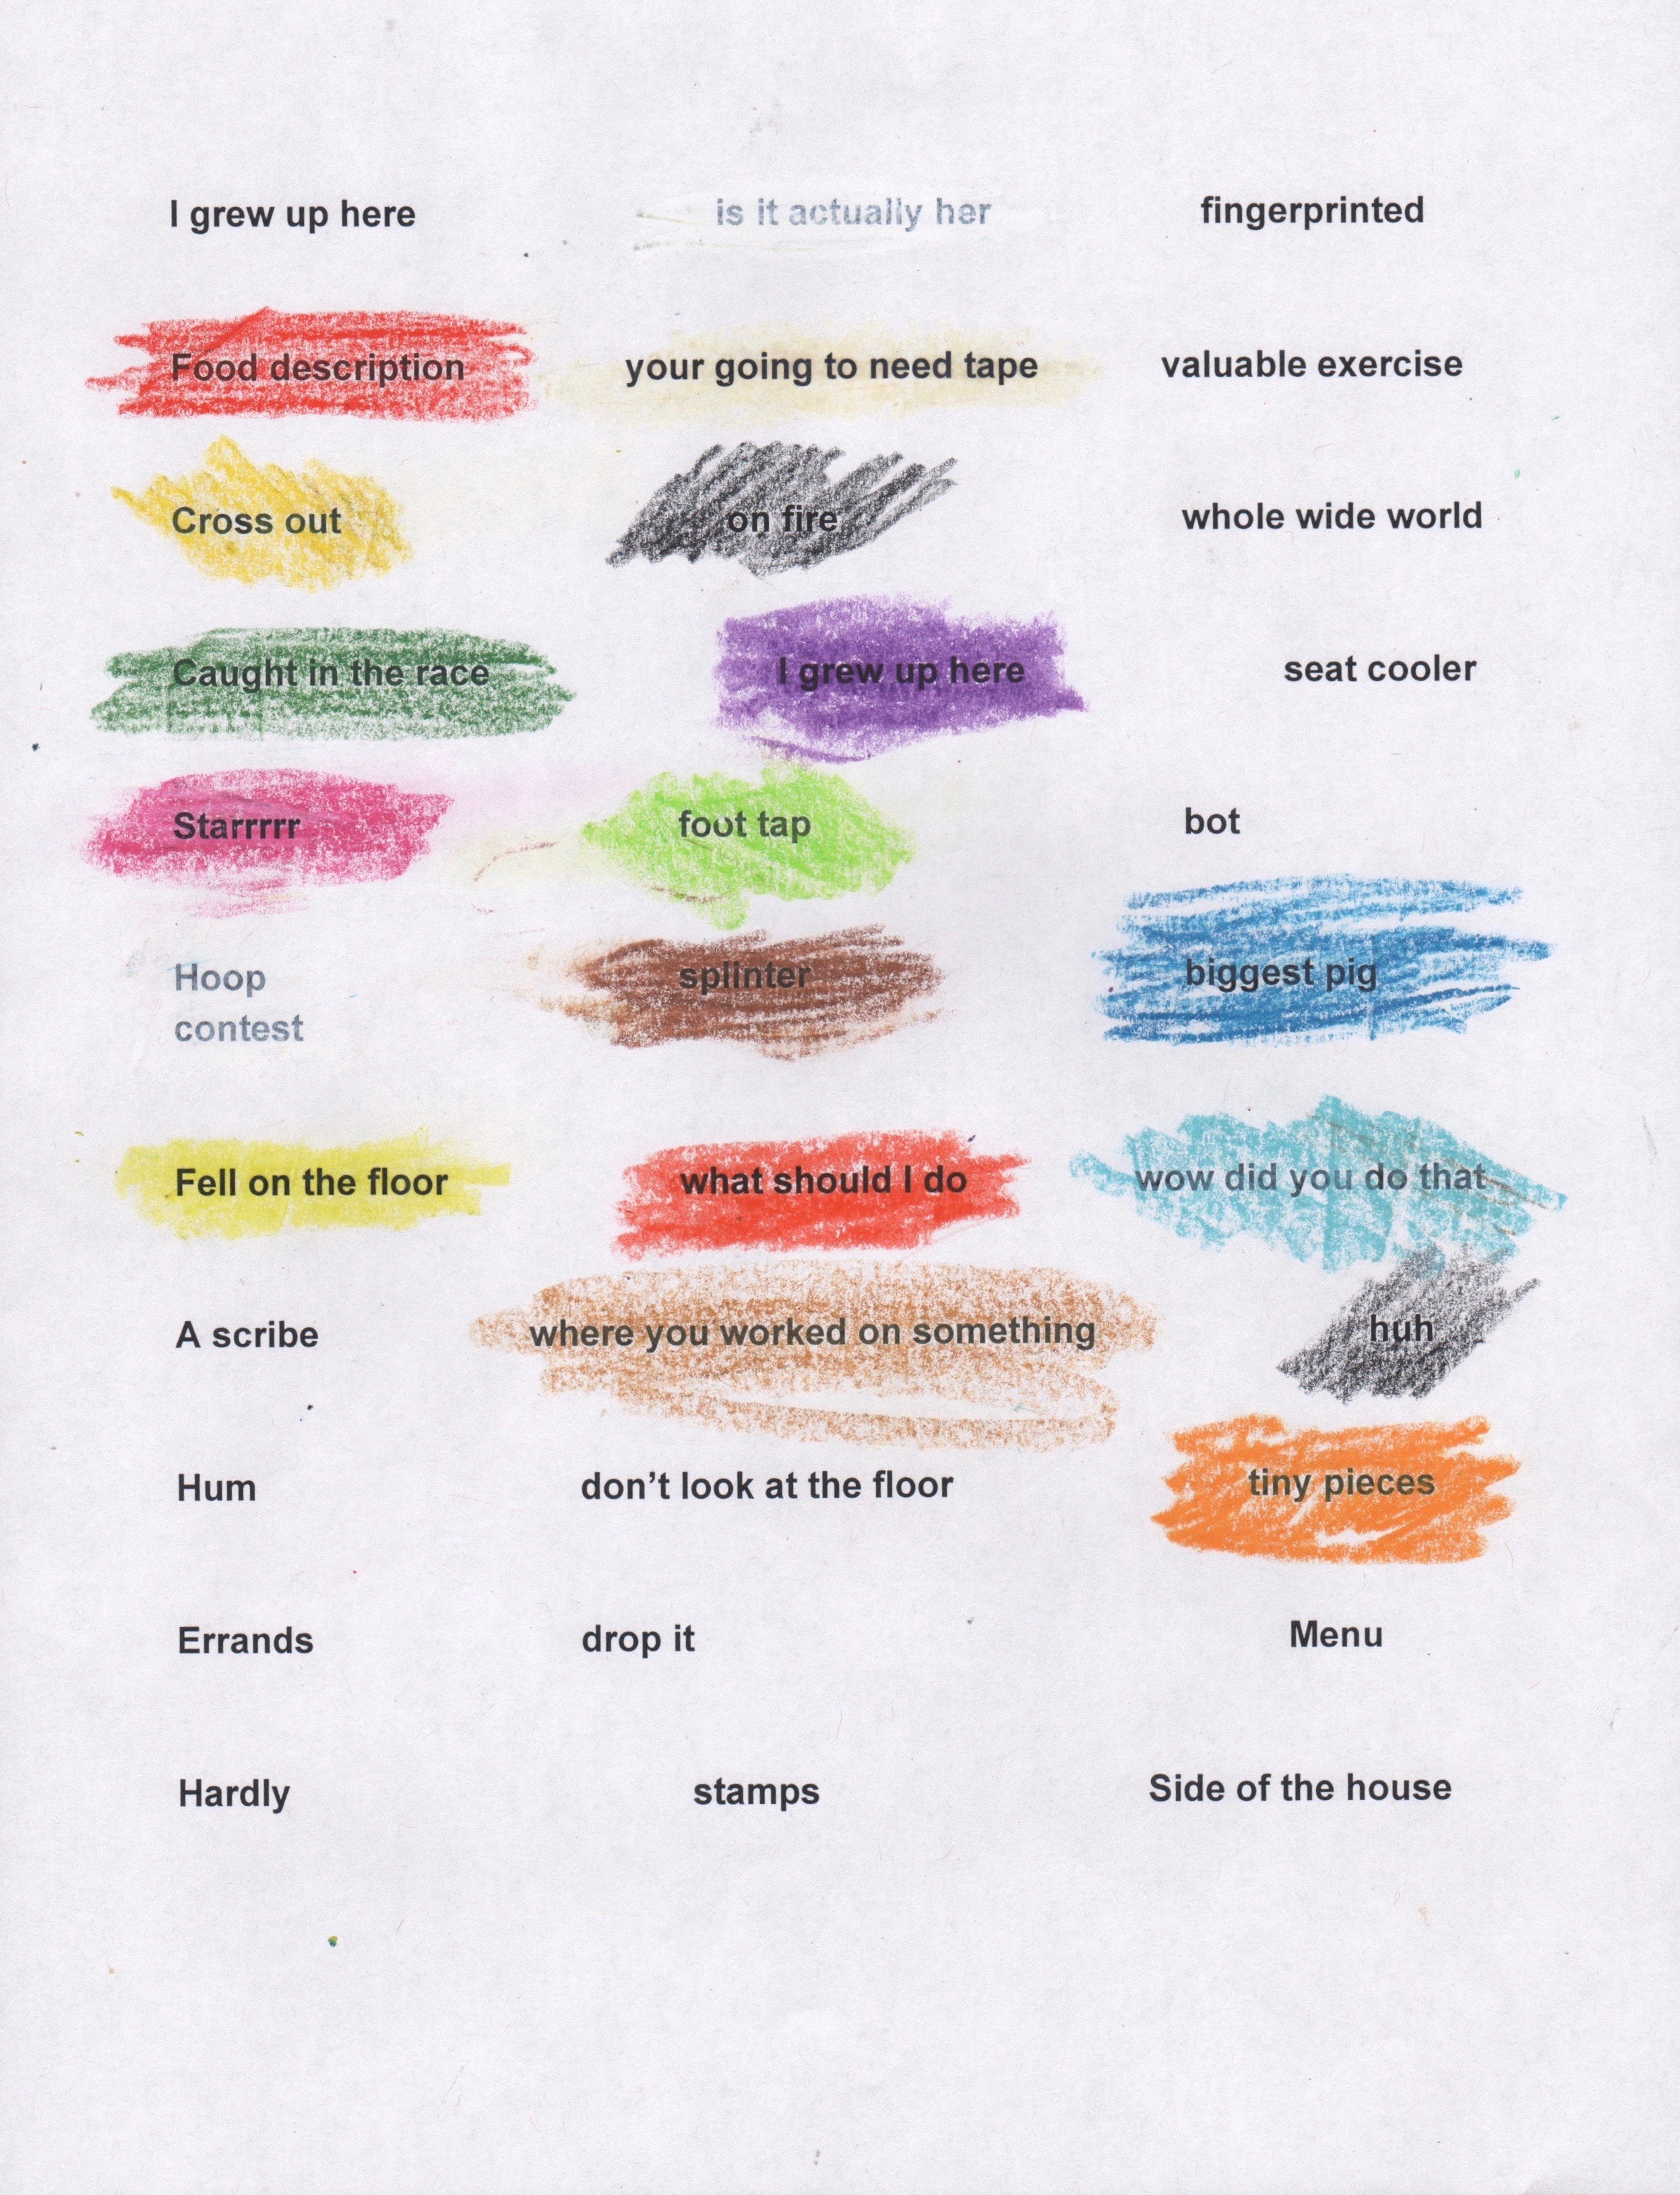 I grew up here is it actually her fingerprinted
Food description your going to need tape valuable exercise
Cross out on fire whole wide world
Caught in the race I grew up here seat cooler
Starrrrr foot tap bot
Hoop splinter biggest pig
contest
Fell on the floor what should I do wow did you do that
A scribe where you worked on something huh
Hum don’t look at the floor tiny pieces
Errands drop it Menu
Hardly stamps Side of the house